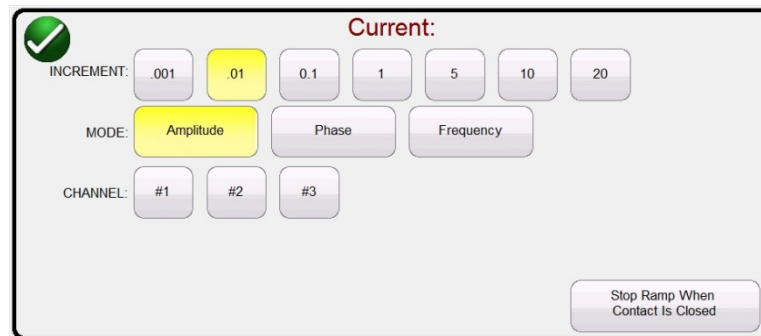 Current:
INCREMENT: .001 .01 0.1 1 5 10 20
MODE: Amplitude Phase Frequency
CHANNEL: #1 #2 #3
Stop Ramp When
Contact Is Closed